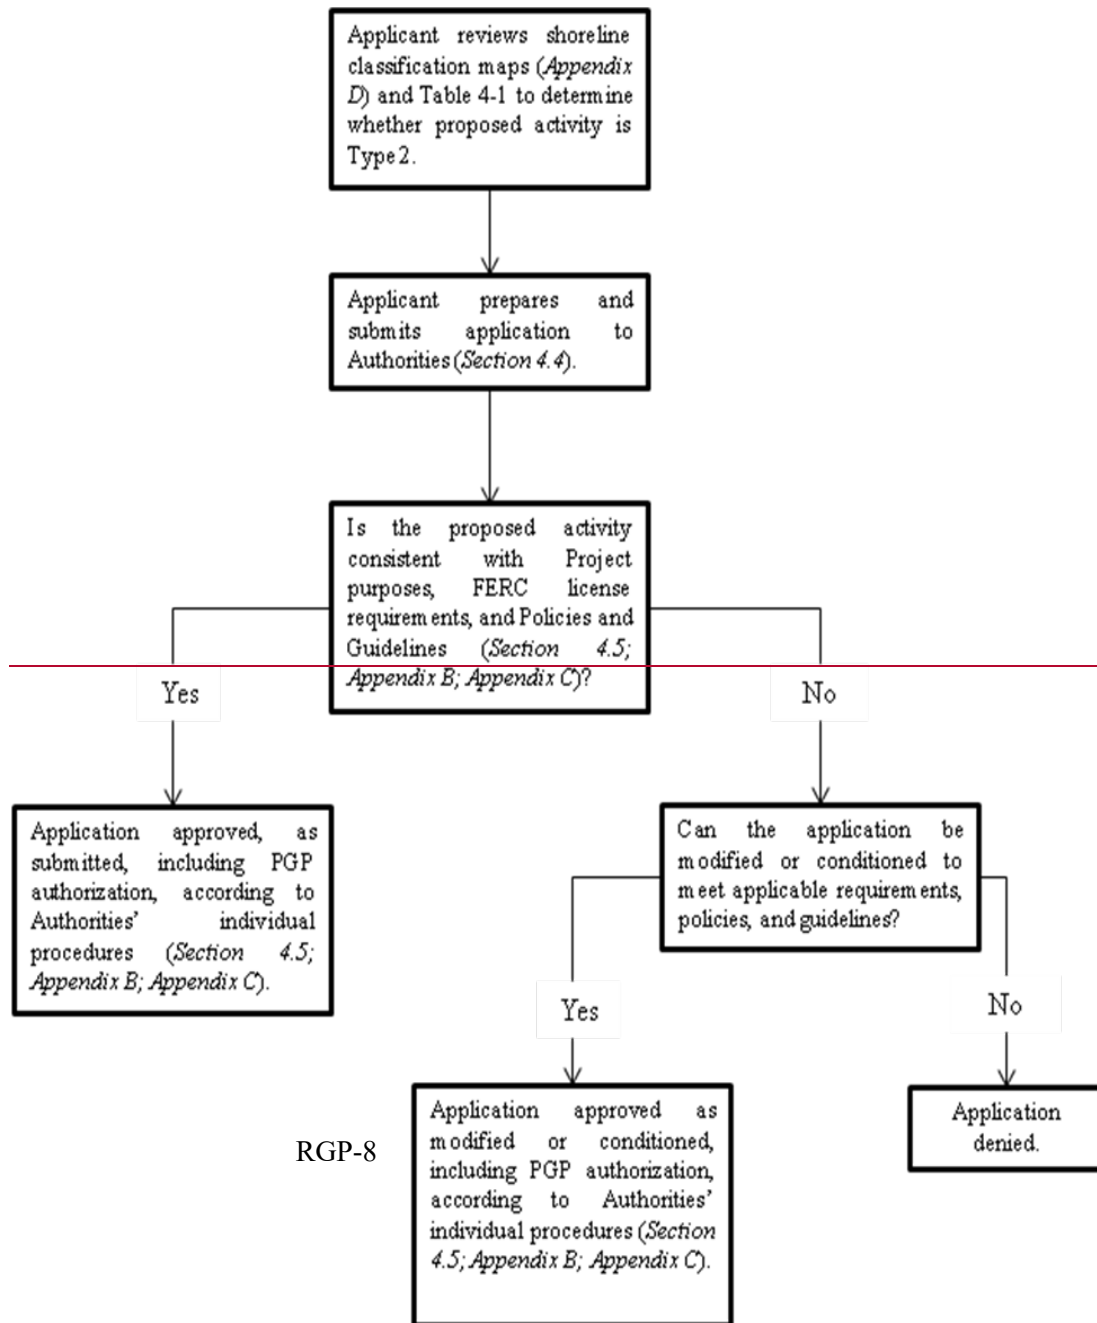 Applicant reviews shoreline
classification maps (Appendix
D) and Table 4-1 to determine
whether proposed activity is
Type 2.
Applicant prepares and
submits application to
Authorities (Section 4.4).
Is the proposed activity
consistent with Project
purposes, FERC license
requirements, and Policies and
Guidelines (Section 4.5;
Appendix B; Appendix C)?
Yes
No
Application approved, as
submitted, including PGP
authorization, according to
Authorities’ individual
procedures (Section 4.5;
Appendix B; Appendix C).
Can the application be
modified or conditioned to
meet applicable requirements,
policies, and guidelines?
Yes
No
RGP-8
Application approved as
modified or conditioned,
including PGP authorization,
according to Authorities’
individual procedures (Section
4.5; Appendix B; Appendix C).
Application
denied.